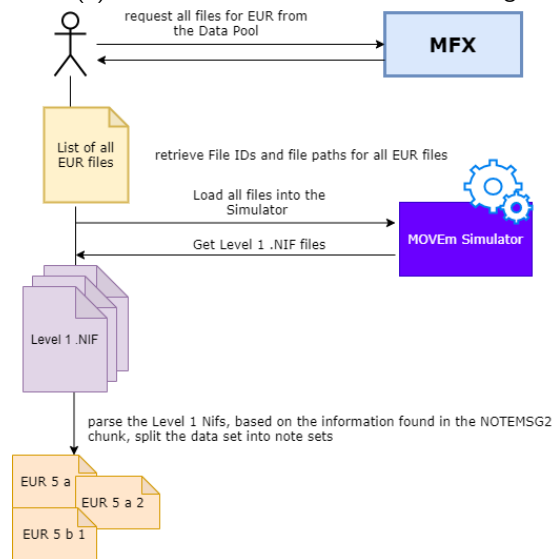 request all files for EUR from
the Data Pool
MFX
List of all
EUR files
retrieve File IDs and file paths for all EUR files
Load all files into the
Simulator
MOVEm Simulator
Get Level 1 .NIF files
Level 1 .NIF
parse the Level 1 Nifs, based on the information found in the NOTEMSG2
chunk, split the data set into note sets
EUR 5 a
EUR 5 a 2
EUR 5 b 1